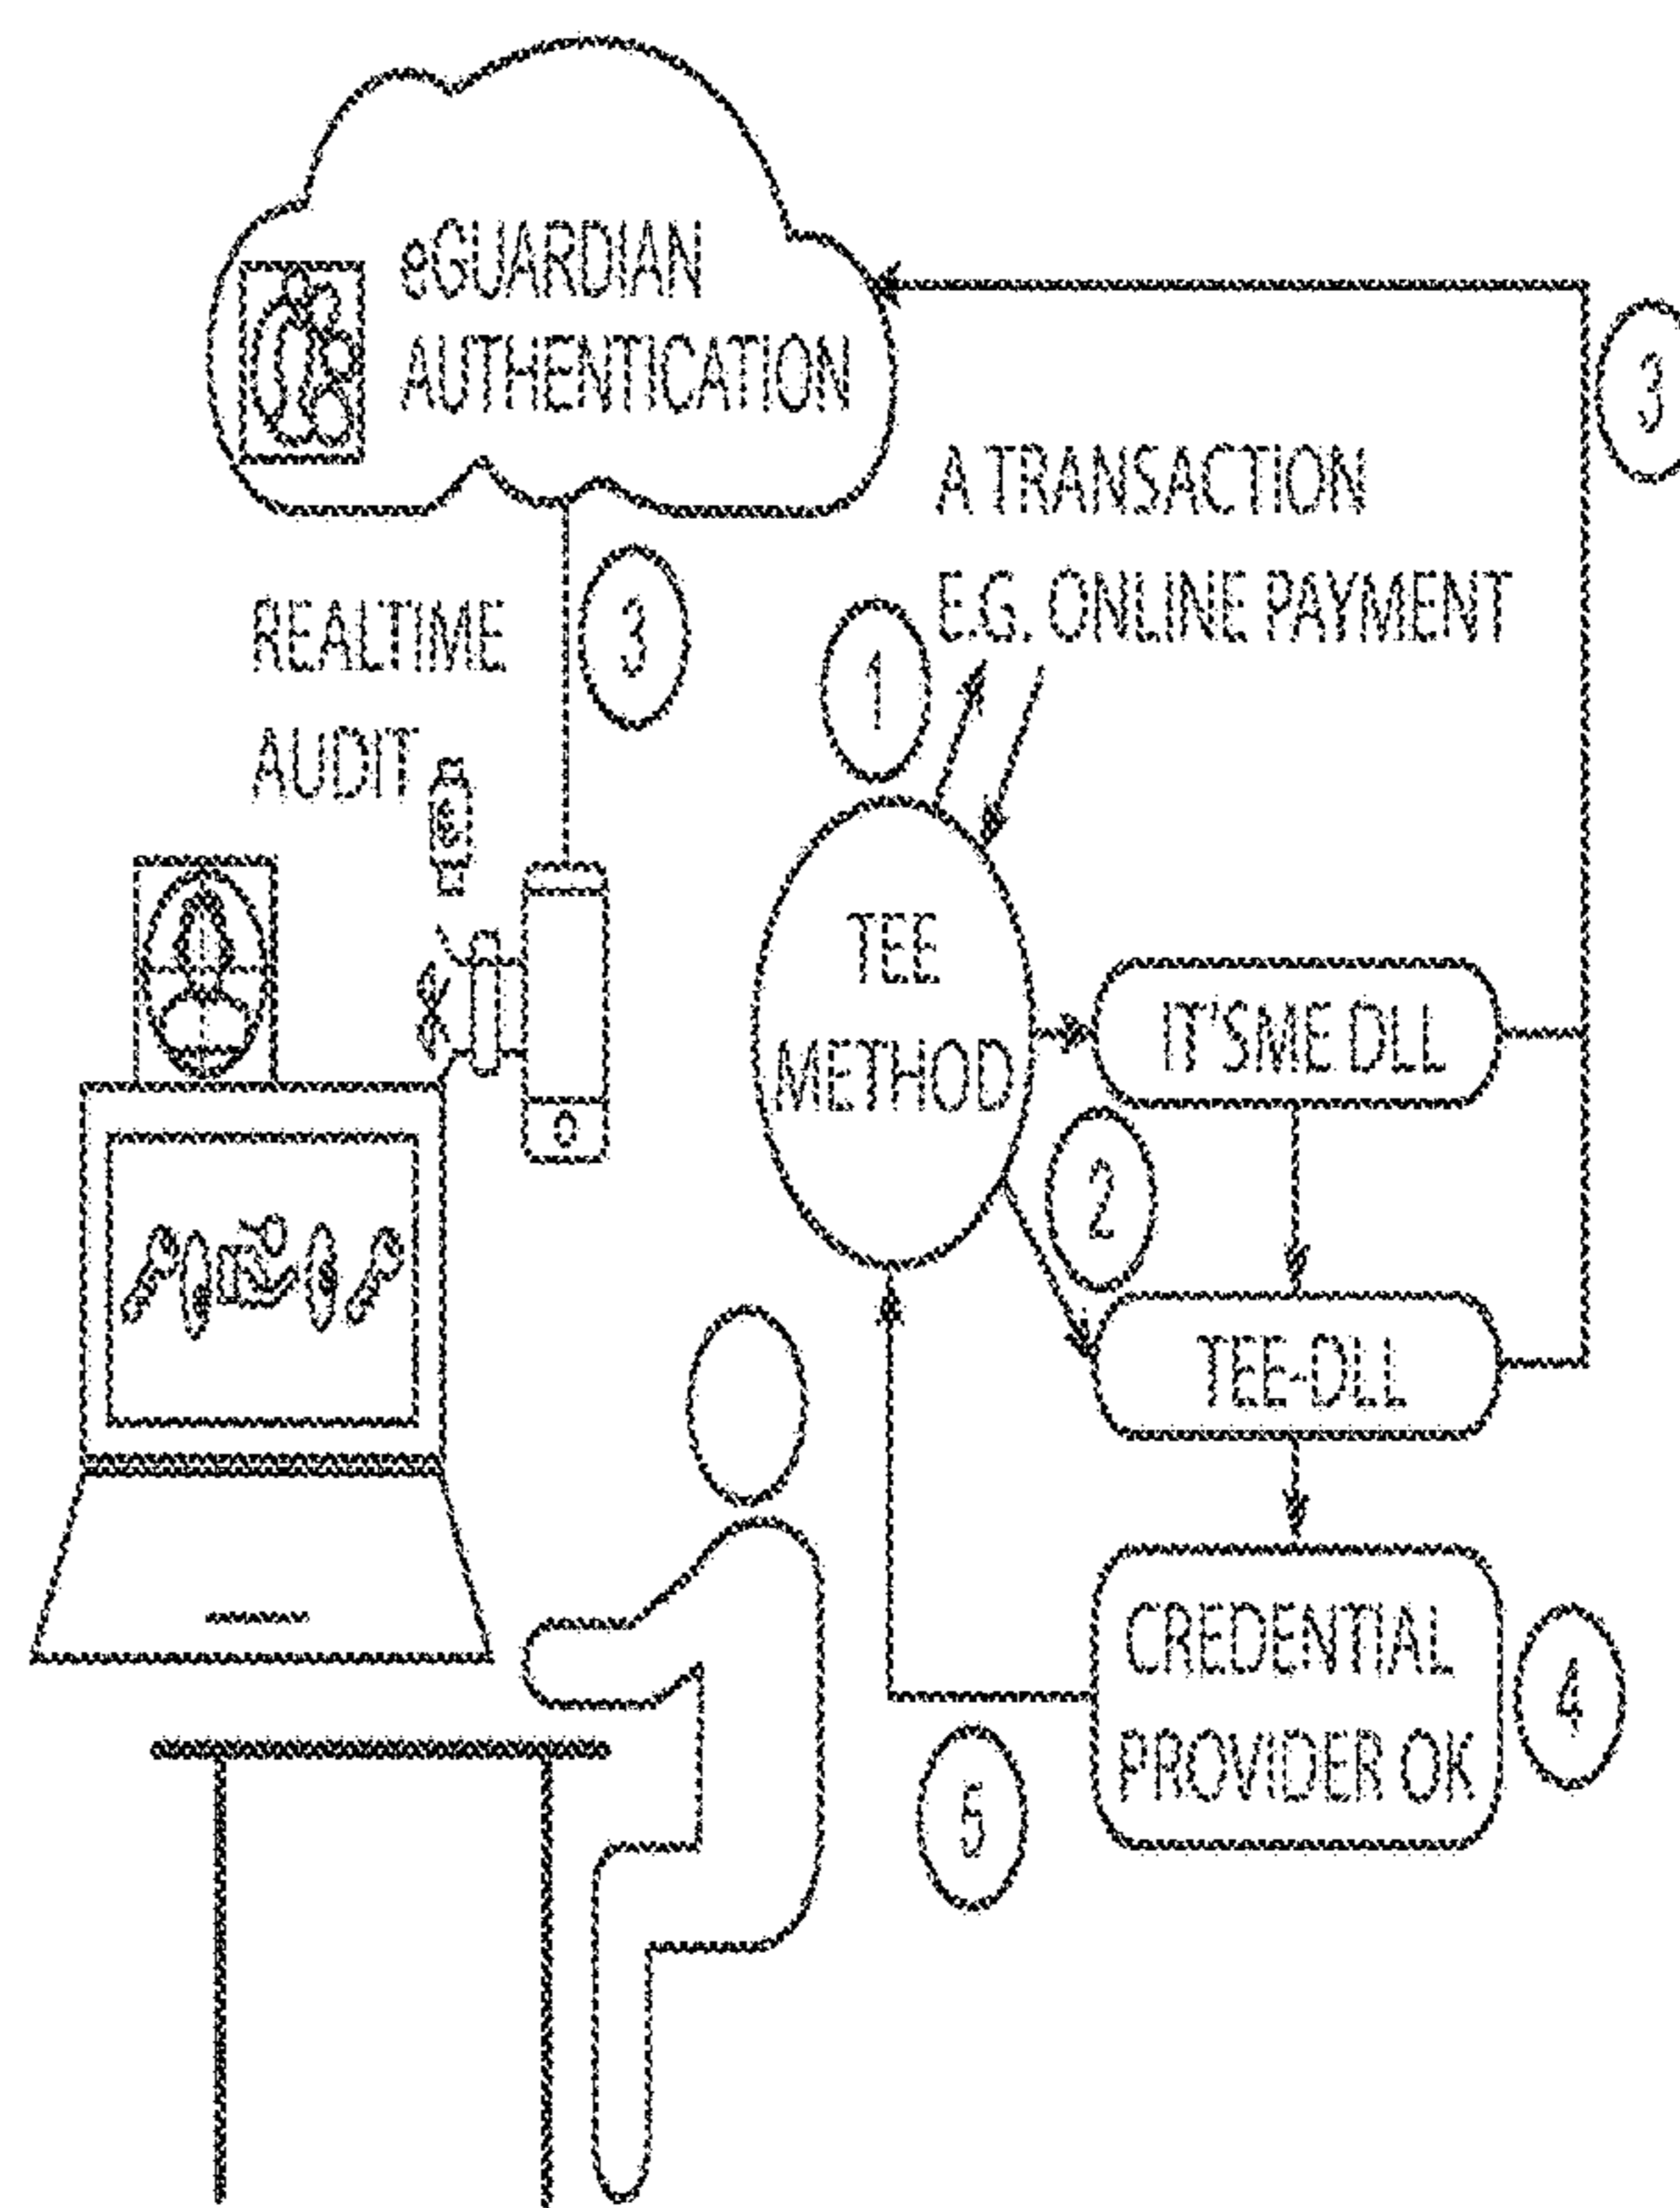 eGUARDIAN
AUTHENTICATION
3
A TRANSACTION
E.G. ONLINE PAYMENT
REALTIME
AUDIT
3
1
TEE
METHOD
IT'SME DLL
2
TEE-DLL
CREDENTIAL
PROVIDER OK
4
5